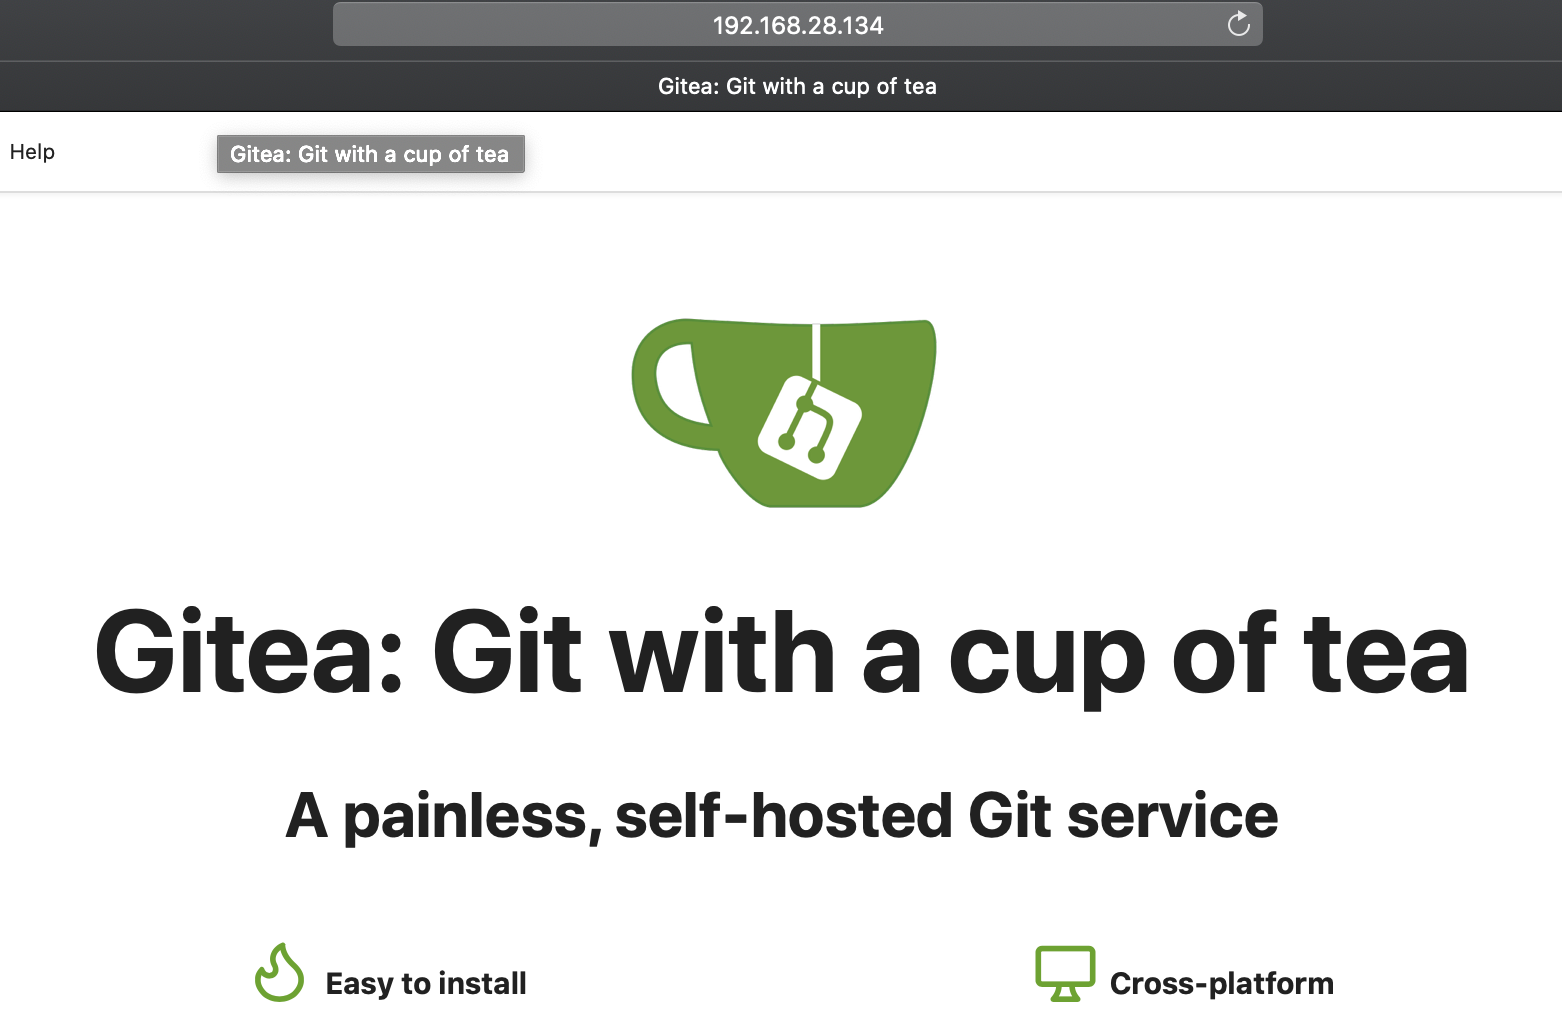 192.168.28.134
Gitea: Git with a cup of tea
Help
Gitea: Git with a cup of tea
Gitea: Git with a cup of tea
A painless, self-hosted Git service
Easy to install
Cross-platform